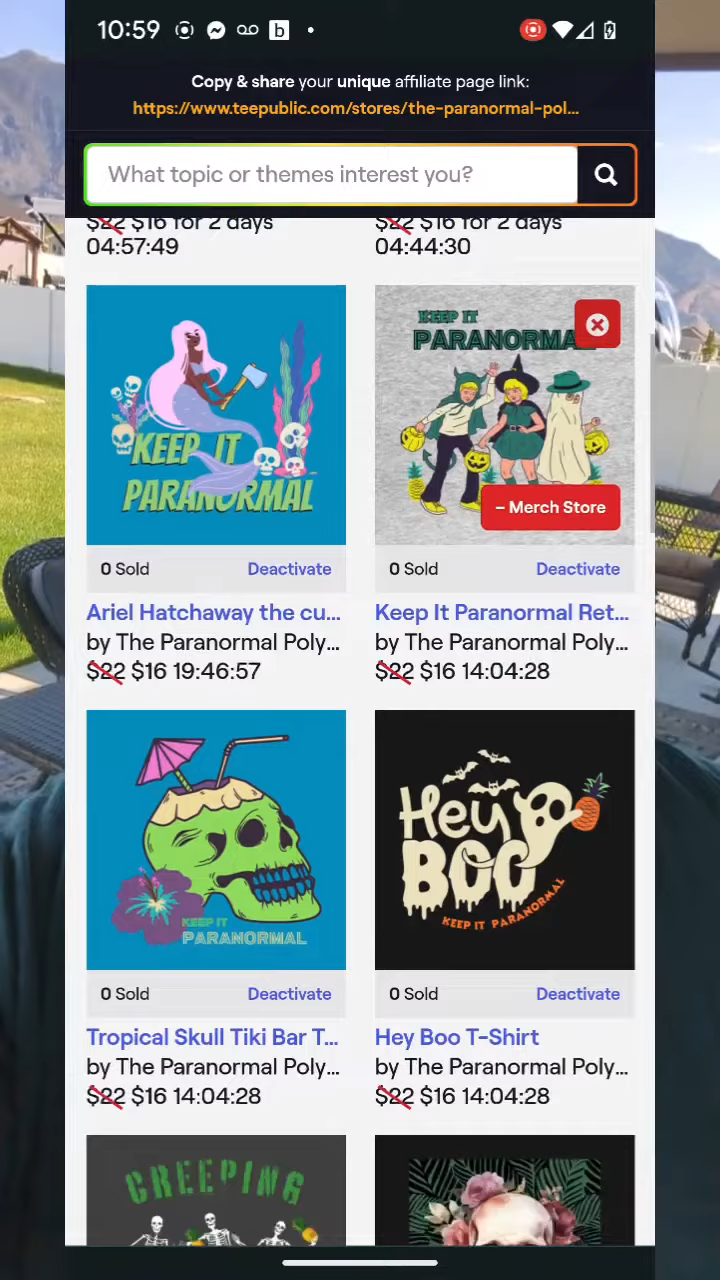 10:59
b
Copy & share your unique affiliate page link:
https://www.teepublic.com/stores/the-paranormal-pol...
What topic or themes interest you?
$22 $16 for 2 days
04:57:49
$22 $16 for 2 days
04:44:30
KEEP IT
PARANORMAL
0 Sold
Deactivate
Ariel Hatchaway the cu...
by The Paranormal Poly...
$22 $16 19:46:57
KEEP IT
PARANORMA
– Merch Store
0 Sold
Deactivate
Keep It Paranormal Ret...
by The Paranormal Poly...
$22 $16 14:04:28
KEEP IT
PARANORMAL
0 Sold
Deactivate
Tropical Skull Tiki Bar T...
by The Paranormal Poly...
$22 $16 14:04:28
Hey
BOO
KEEP IT PARANORMAL
0 Sold
Deactivate
Hey Boo T-Shirt
by The Paranormal Poly...
$22 $16 14:04:28
CREEPING